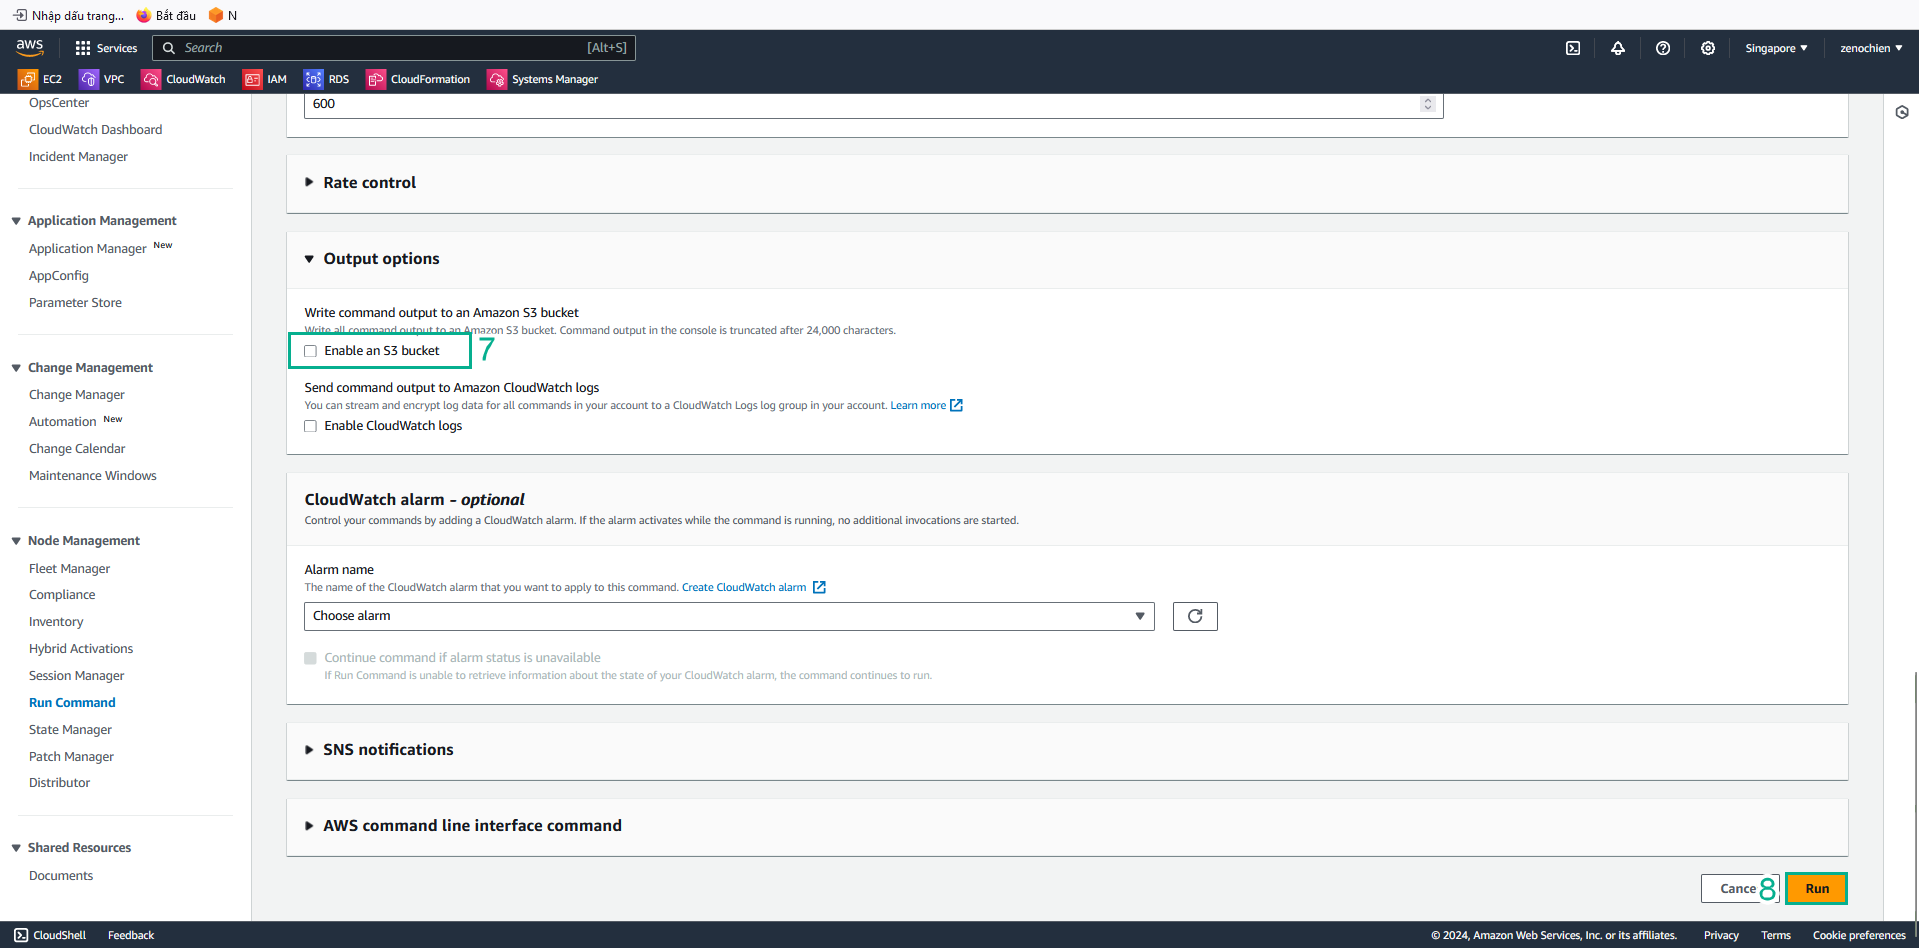 Nhập dấu trang... Bắt đầu N
aws Services Search [Alt+S] Singapore ▼ zenochien ▼
EC2 VPC CloudWatch IAM RDS CloudFormation Systems Manager
OpsCenter
CloudWatch Dashboard
Incident Manager
Application Management
Application Manager New
AppConfig
Parameter Store
Change Management
Change Manager
Automation New
Change Calendar
Maintenance Windows
Node Management
Fleet Manager
Compliance
Inventory
Hybrid Activations
Session Manager
Run Command
State Manager
Patch Manager
Distributor
Shared Resources
Documents
600
Rate control
Output options
Write command output to an Amazon S3 bucket
Write all command output to an Amazon S3 bucket. Command output in the console is truncated after 24,000 characters.
Enable an S3 bucket 7
Send command output to Amazon CloudWatch logs
You can stream and encrypt log data for all commands in your account to a CloudWatch Logs log group in your account. Learn more
Enable CloudWatch logs
CloudWatch alarm - optional
Control your commands by adding a CloudWatch alarm. If the alarm activates while the command is running, no additional invocations are started.
Alarm name
The name of the CloudWatch alarm that you want to apply to this command. Create CloudWatch alarm
Choose alarm
Continue command if alarm status is unavailable
If Run Command is unable to retrieve information about the state of your CloudWatch alarm, the command continues to run.
SNS notifications
AWS command line interface command
Cance 8 Run
CloudShell Feedback © 2024, Amazon Web Services, Inc. or its affiliates. Privacy Terms Cookie preferences